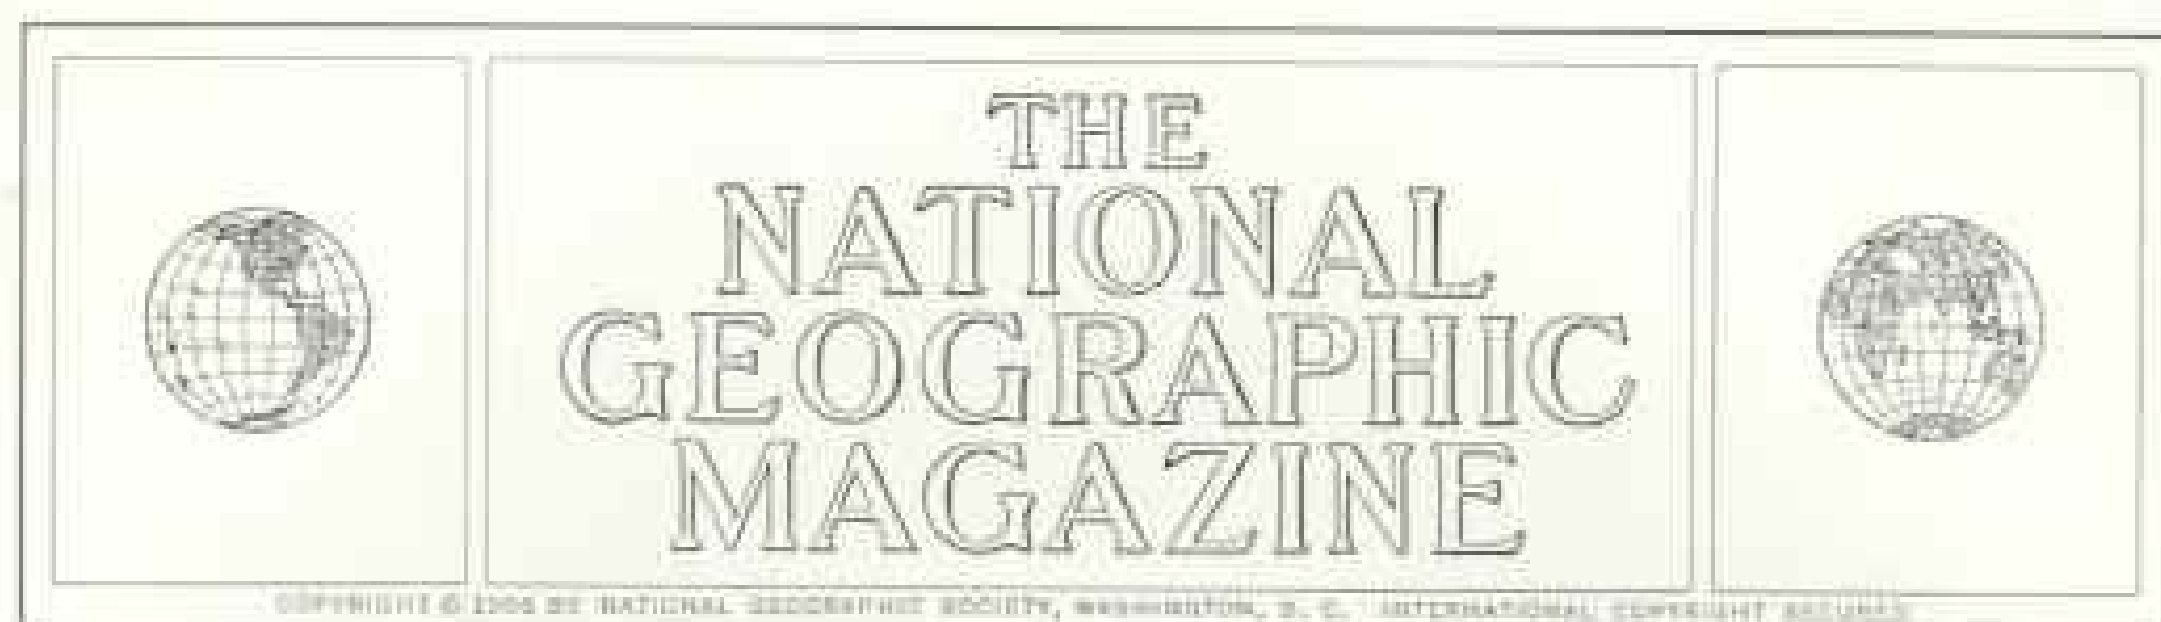 THE
NATIONAL
GEOGRAPHIC
MAGAZINE
COPYRIGHT © BY NATIONAL GEOGRAPHIC SOCIETY, WASHINGTON, D. C. INTERNATIONAL COPYRIGHT SECURED